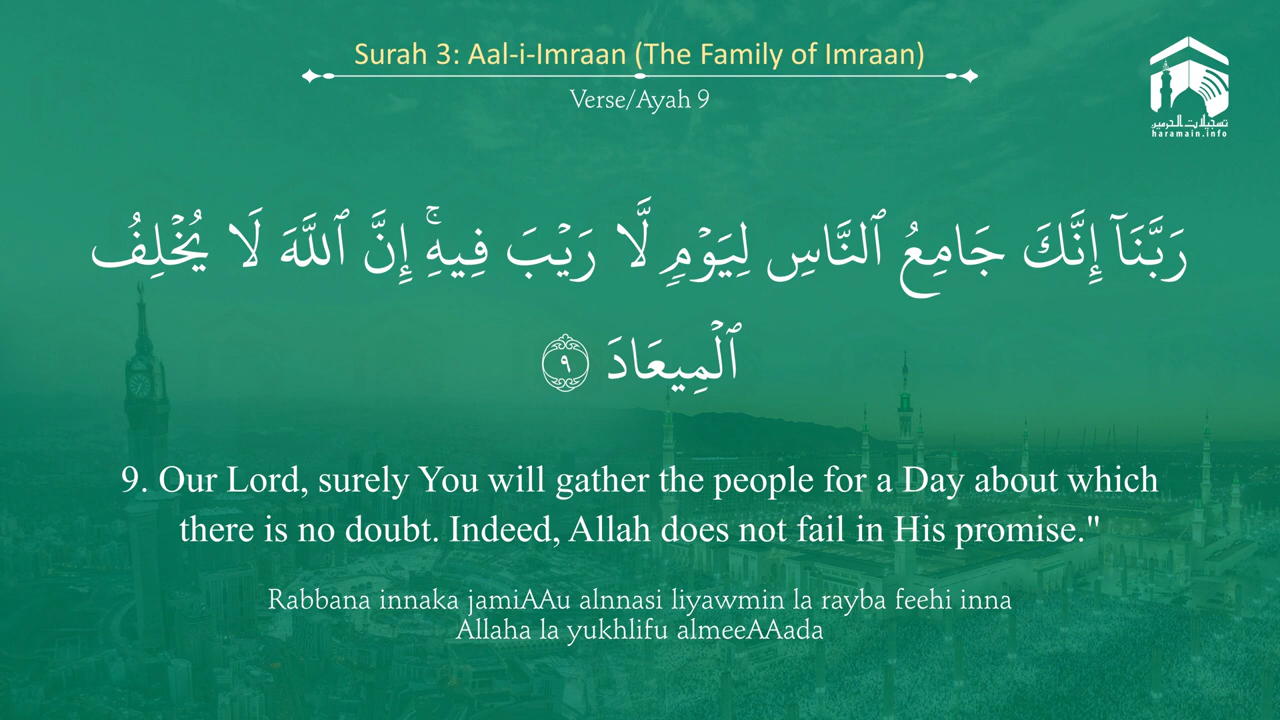 Surah 3: Aal-i-Imraan (The Family of Imraan)
Verse/Ayah 9
تسجيلات الحرمين
haramain.info
رَبَّنَآ إِنَّكَ جَامِعُ ٱلنَّاسِ لِيَوۡمٖ لَّا رَيۡبَ فِيهِۚ إِنَّ ٱللَّهَ لَا يُخۡلِفُ
ٱلۡمِيعَادَ ٩
9. Our Lord, surely You will gather the people for a Day about which
there is no doubt. Indeed, Allah does not fail in His promise."
Rabbana innaka jamiAAu alnnasi liyawmin la rayba feehi inna
Allaha la yukhlifu almeeAAada